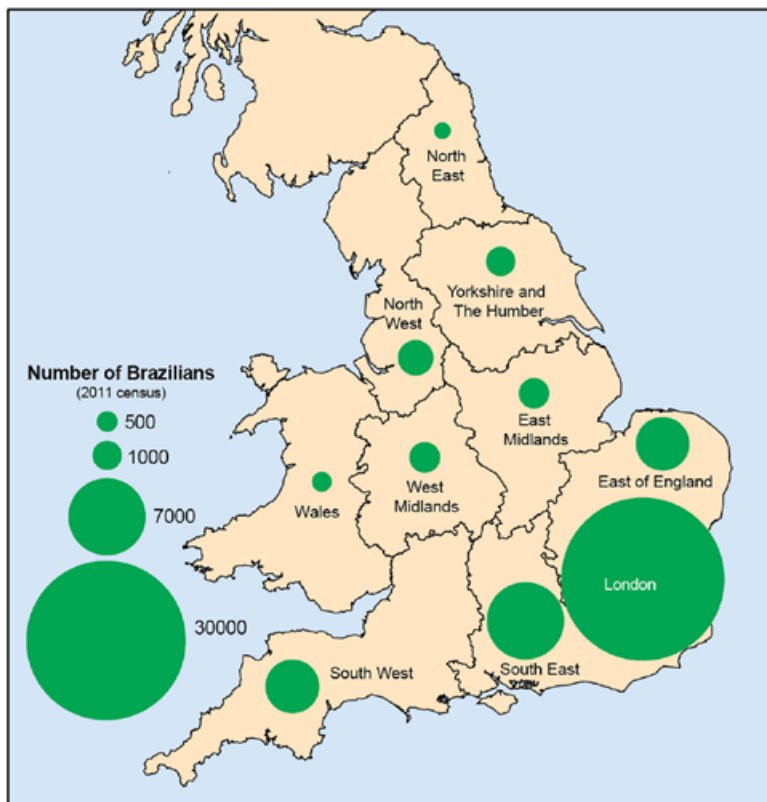 North
East
Yorkshire and
The Humber
North
West
Number of Brazilians
(2011 census)
500
1000
7000
30000
East
Midlands
West
Midlands
Wales
East of England
London
South East
South West